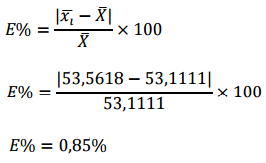 E% = |x̅ᵢ − X̅| / X̅ × 100
E% = |53,5618 − 53,1111| / 53,1111 × 100
E% = 0,85%